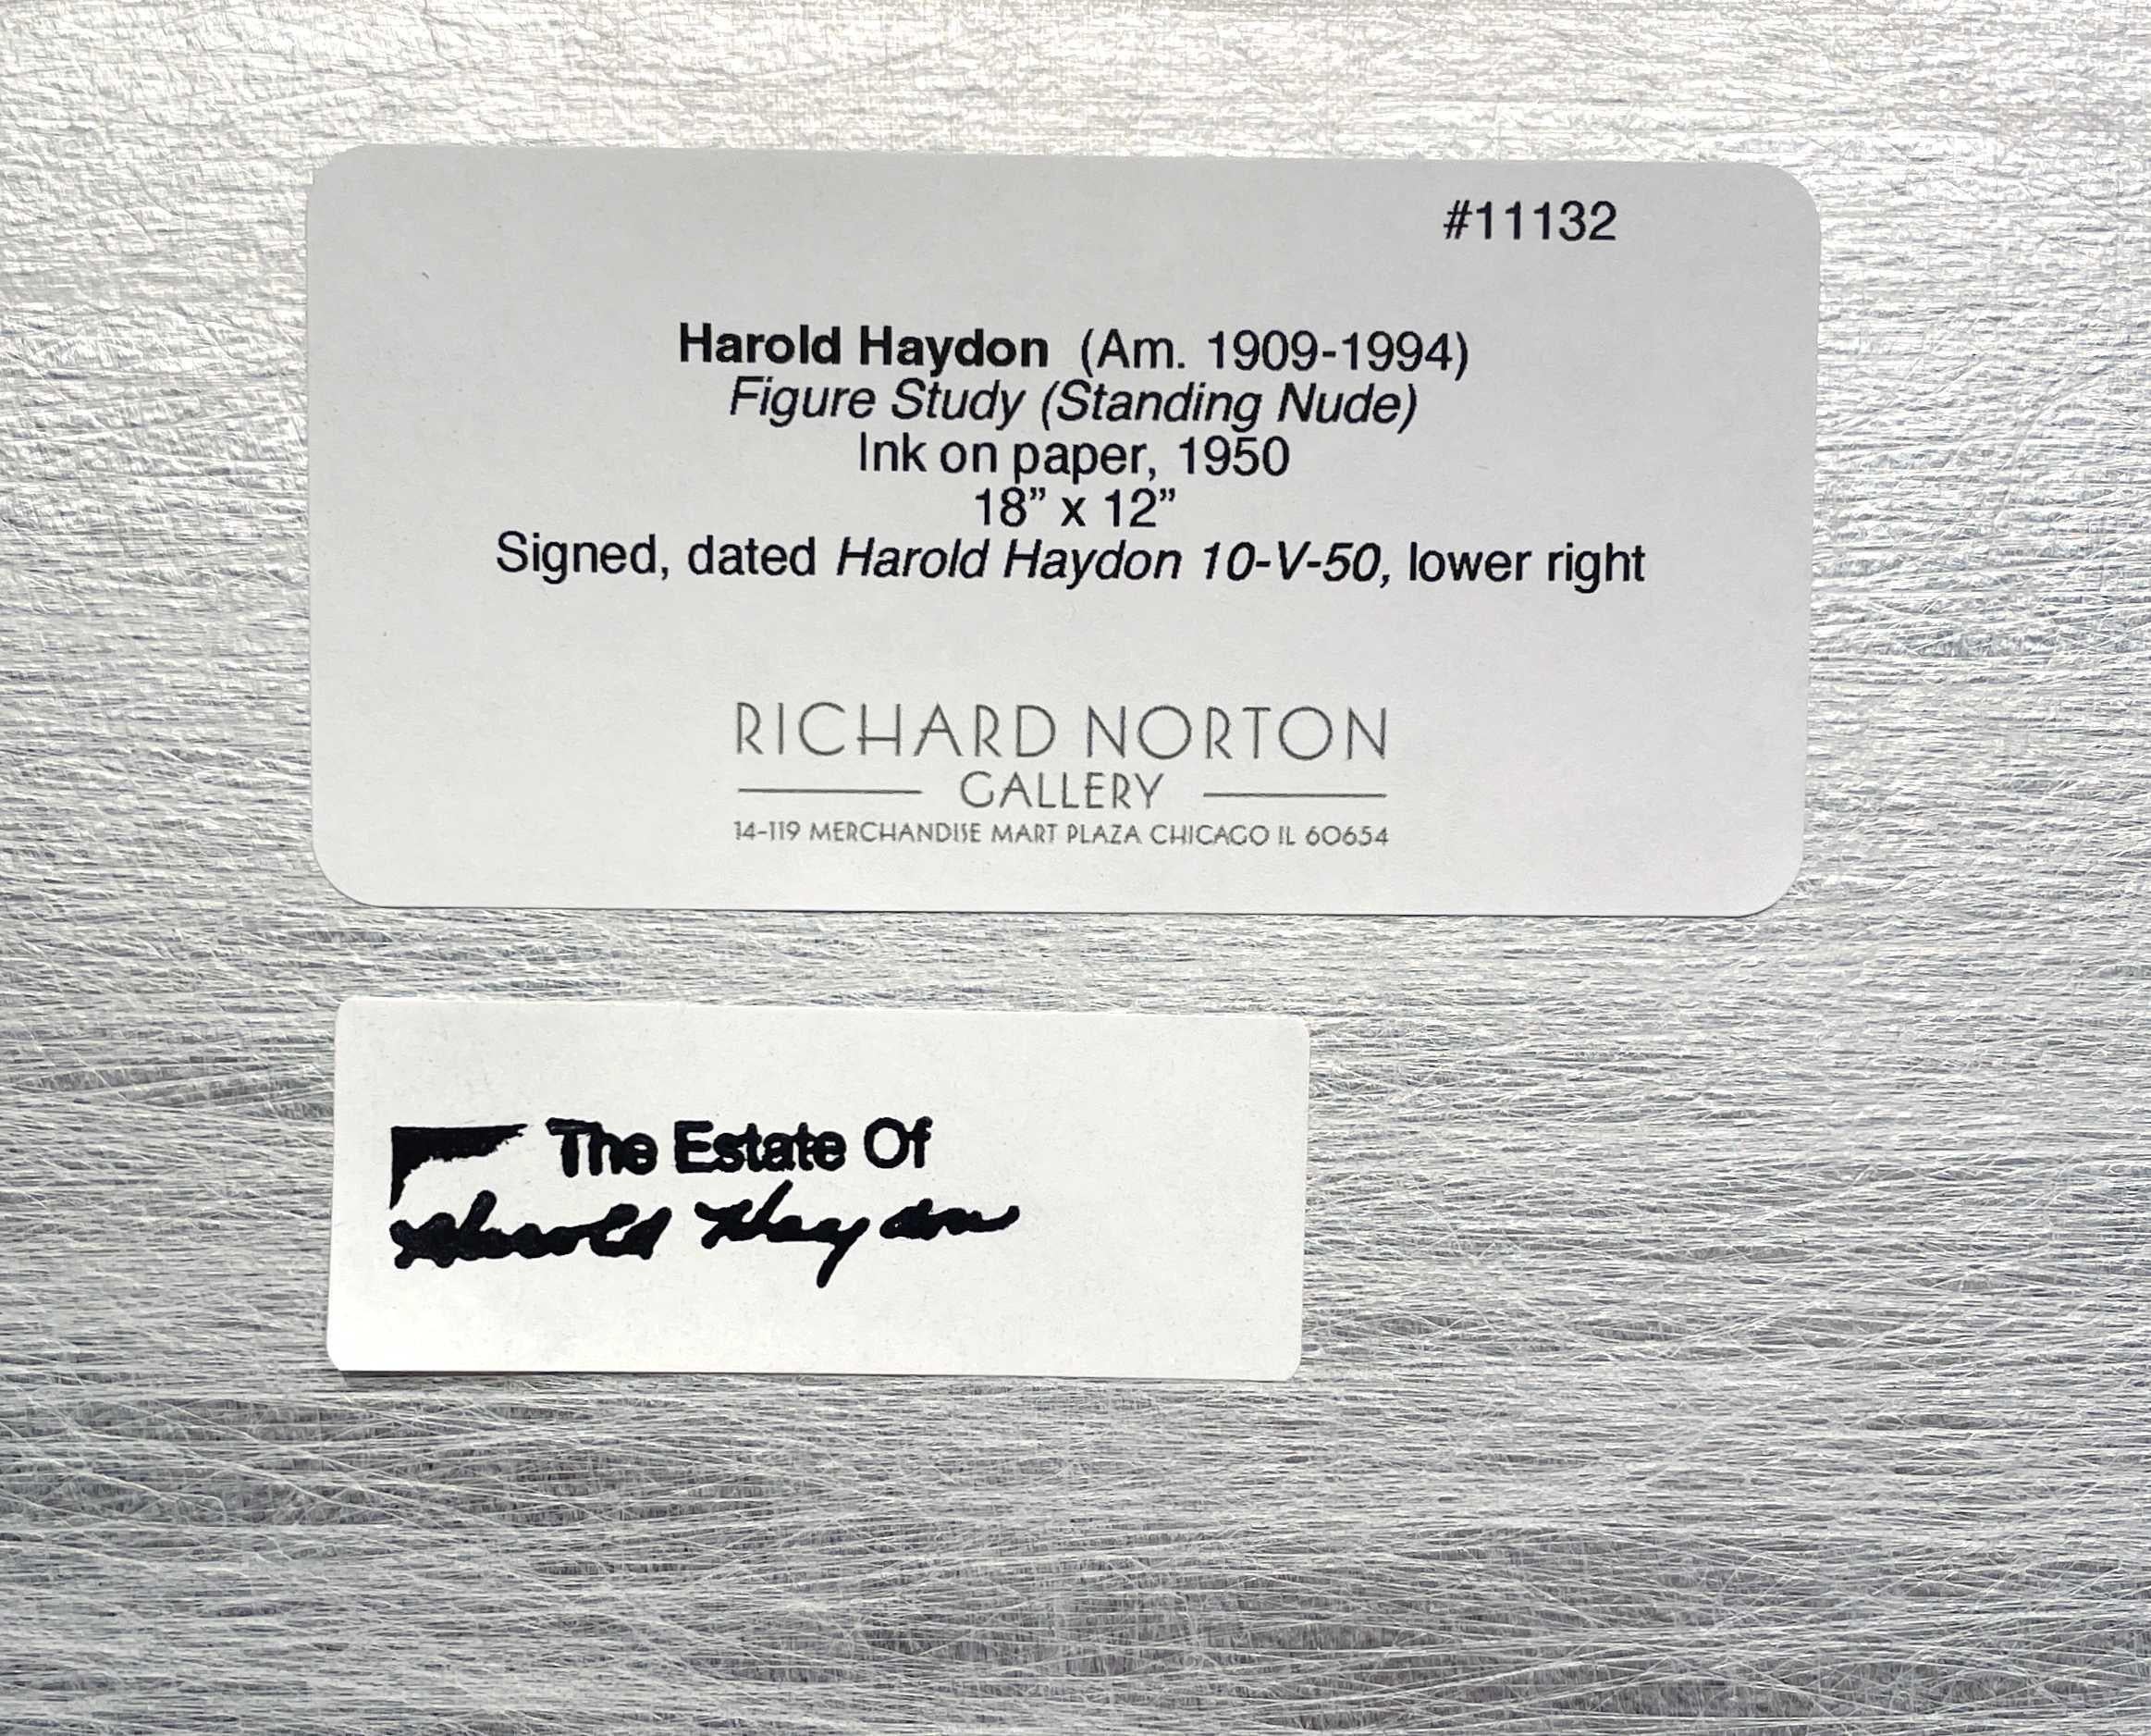 #11132
Harold Haydon (Am. 1909-1994)
Figure Study (Standing Nude)
Ink on paper, 1950
18” x 12”
Signed, dated Harold Haydon 10-V-50, lower right
RICHARD NORTON
GALLERY
14-119 MERCHANDISE MART PLAZA CHICAGO IL 60654
The Estate Of
Harold Haydon